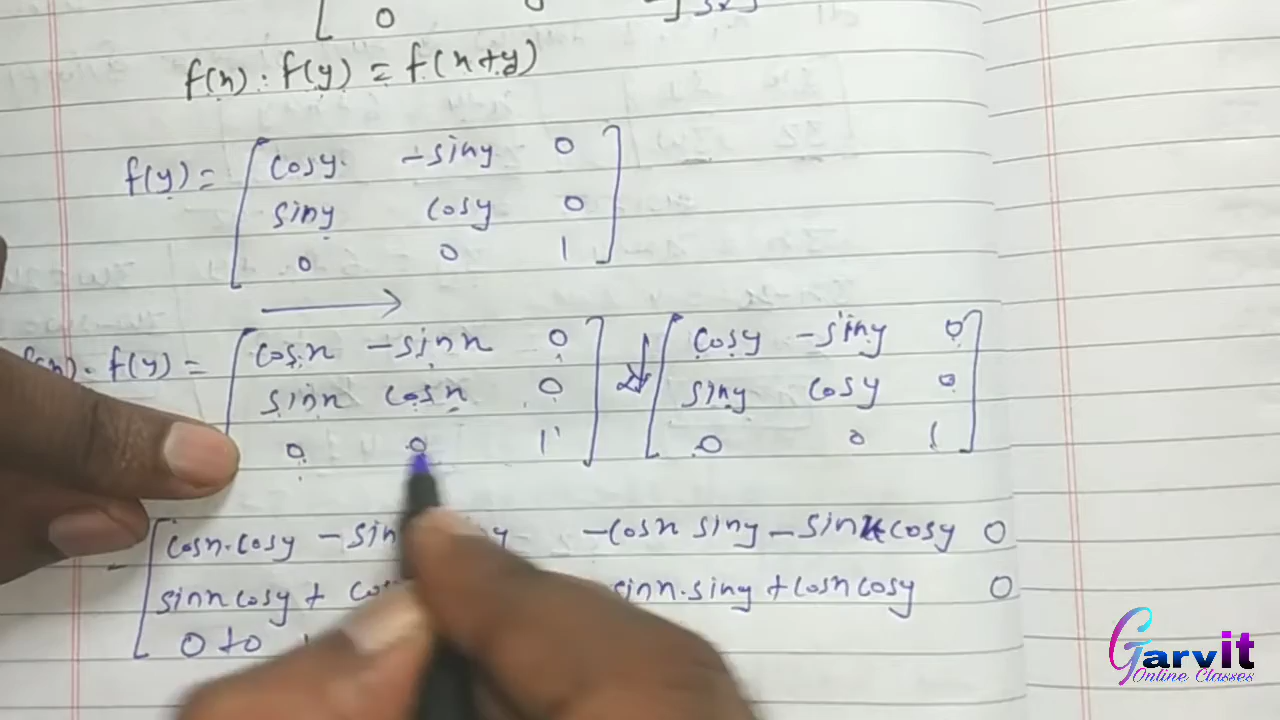 0
f(x) · f(y) = f(x+y)
f(y) = [ cosy -siny 0
siny cosy 0
0 0 1 ]
· f(y) = [ cosx -sinx 0 ] [ cosy -siny 0
sinx cosx 0 siny cosy 0
0 0 1 ] 0 0 1 ]
[ cosx·cosy - sin -cosx siny - sinx cosy 0
sinx cosy + sinx·siny + cosx cosy 0
0 + 0
Garvit
Online Classes